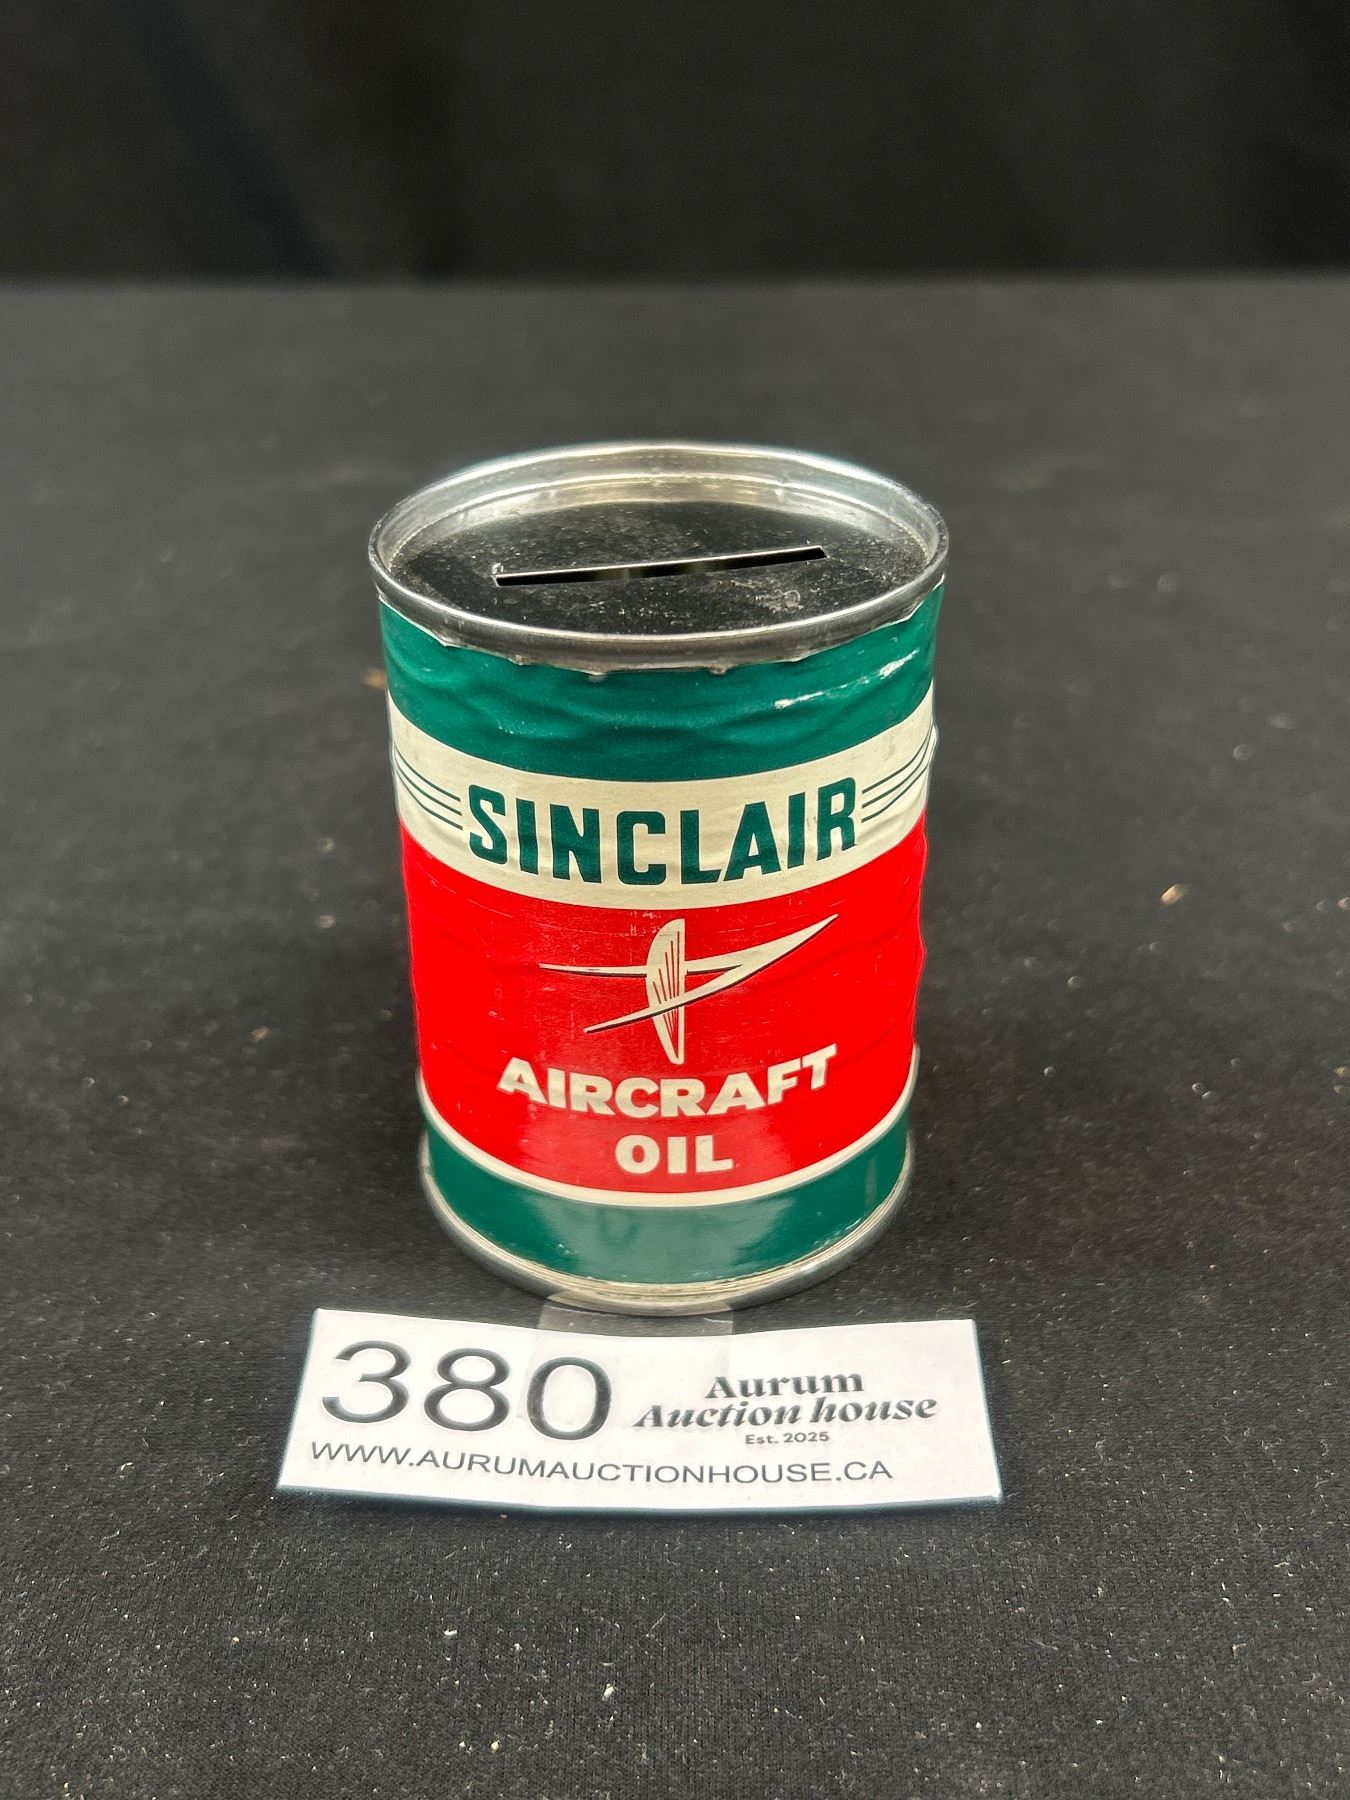 SINCLAIR
AIRCRAFT
OIL
380
Aurum
Auction house
Est. 2025
WWW.AURUMAUCTIONHOUSE.CA